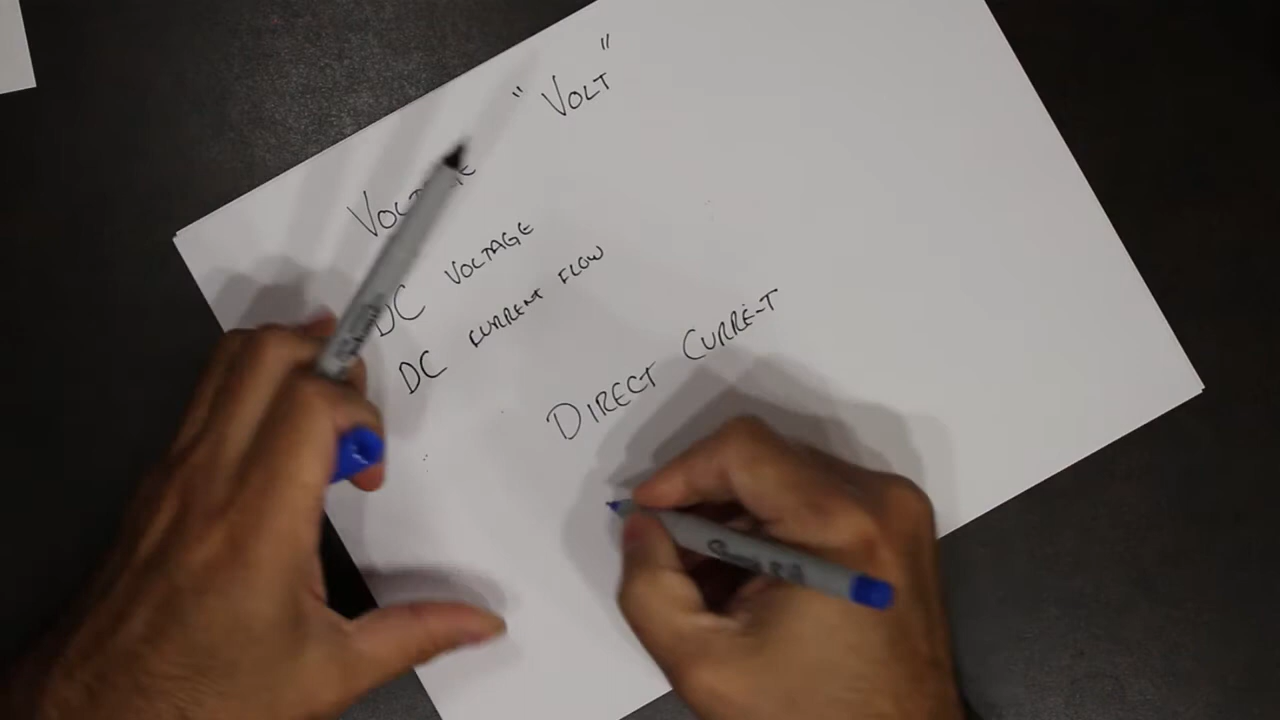 " VOLT "
DC VOLTAGE
DC CURRENT FLOW
DIRECT CURRENT